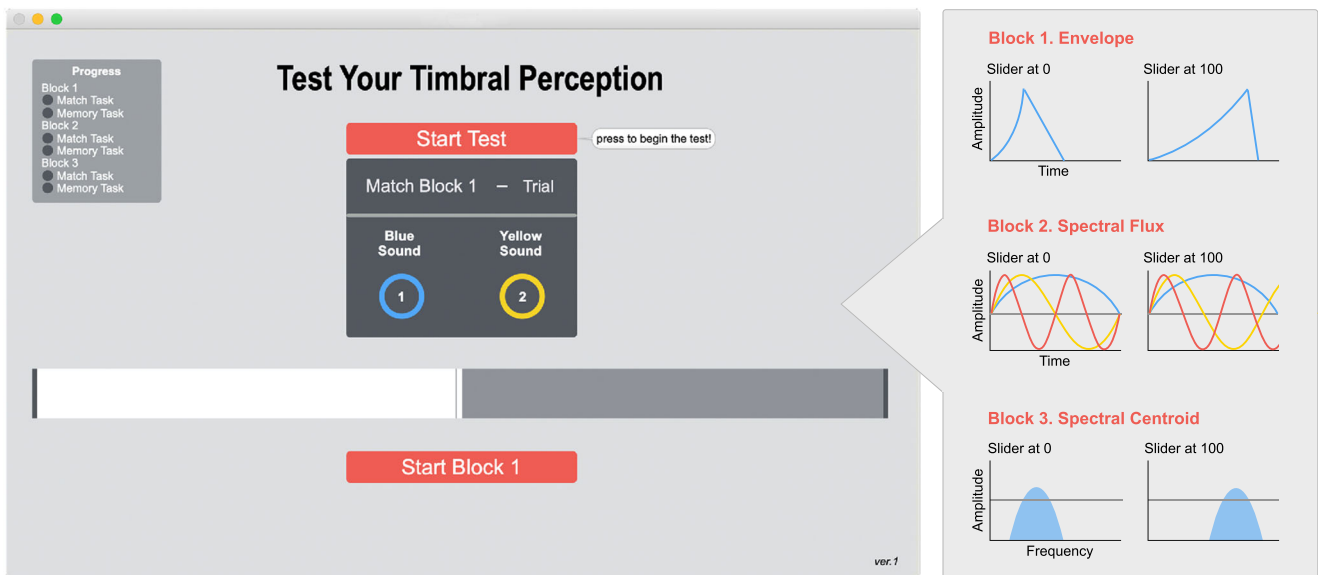 Progress
Block 1
Match Task
Memory Task
Block 2
Match Task
Memory Task
Block 3
Match Task
Memory Task
Test Your Timbral Perception
Start Test
press to begin the test!
Match Block 1 – Trial
Blue Sound
Yellow Sound
1
2
Start Block 1
ver.1
Block 1. Envelope
Slider at 0
Slider at 100
Amplitude
Time
Block 2. Spectral Flux
Slider at 0
Slider at 100
Amplitude
Time
Block 3. Spectral Centroid
Slider at 0
Slider at 100
Amplitude
Frequency